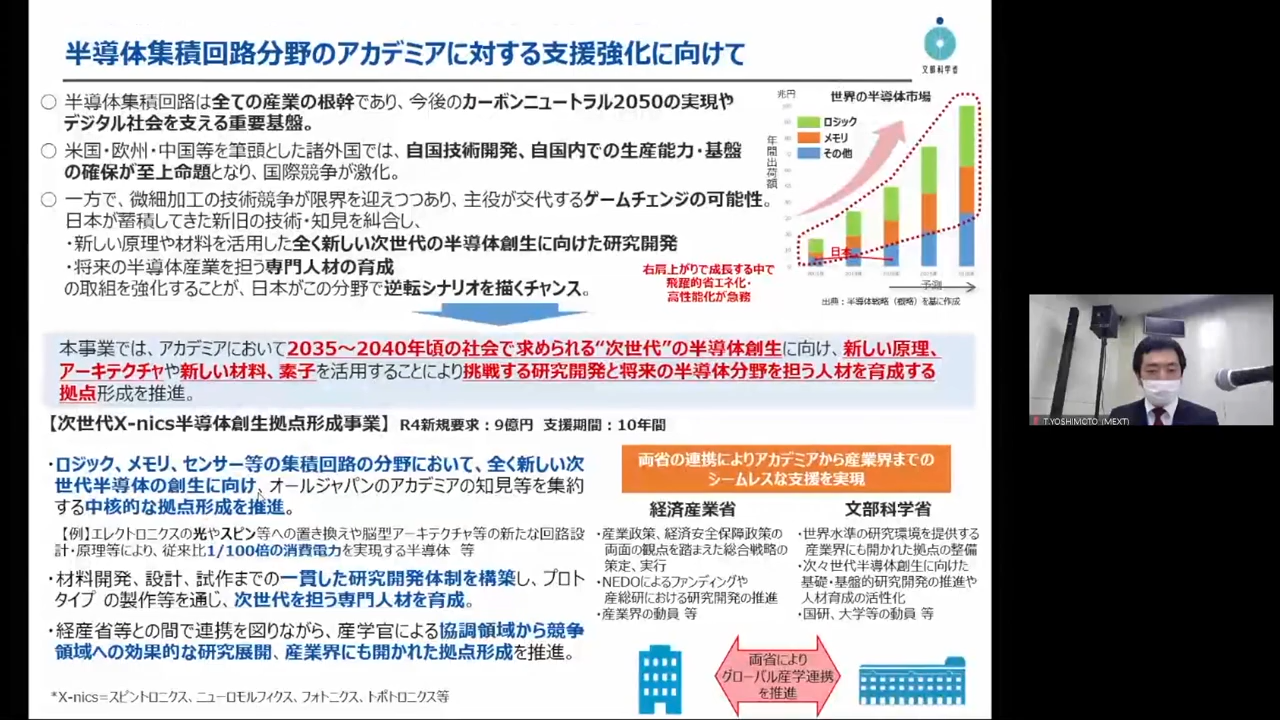 半導体集積回路分野のアカデミアに対する支援強化に向けて
文部科学省
○ 半導体集積回路は全ての産業の根幹であり、今後のカーボンニュートラル2050の実現や
デジタル社会を支える重要基盤。
○ 米国・欧州・中国等を筆頭とした諸外国では、自国技術開発、自国内での生産能力・基盤
の確保が至上命題となり、国際競争が激化。
○ 一方で、微細加工の技術競争が限界を迎えつつあり、主役が交代するゲームチェンジの可能性。
日本が蓄積してきた新旧の技術・知見を糾合し、
・新しい原理や材料を活用した全く新しい次世代の半導体創生に向けた研究開発
・将来の半導体産業を担う専門人材の育成
の取組を強化することが、日本がこの分野で逆転シナリオを描くチャンス。
兆円
世界の半導体市場
ロジック
メモリ
その他
年間出荷額
日本
予測
出典：半導体戦略（概略）を基に作成
右肩上がりで成長する中で
飛躍的省エネ化・
高性能化が急務
本事業では、アカデミアにおいて2035～2040年頃の社会で求められる“次世代”の半導体創生に向け、新しい原理、
アーキテクチャや新しい材料、素子を活用することにより挑戦する研究開発と将来の半導体分野を担う人材を育成する
拠点形成を推進。
【次世代X-nics半導体創生拠点形成事業】 R4新規要求：9億円 支援期間：10年間
・ロジック、メモリ、センサー等の集積回路の分野において、全く新しい次
世代半導体の創生に向け、オールジャパンのアカデミアの知見等を集約
する中核的な拠点形成を推進。
【例】エレクトロニクスの光やスピン等への置き換えや脳型アーキテクチャ等の新たな回路設
計・原理等により、従来比1/100倍の消費電力を実現する半導体 等
・材料開発、設計、試作までの一貫した研究開発体制を構築し、プロト
タイプ の製作等を通じ、次世代を担う専門人材を育成。
・経産省等との間で連携を図りながら、産学官による協調領域から競争
領域への効果的な研究展開、産業界にも開かれた拠点形成を推進。
*X-nics＝スピントロニクス、ニューロモルフィクス、フォトニクス、トポトロニクス等
両省の連携によりアカデミアから産業界までの
シームレスな支援を実現
経済産業省
・産業政策、経済安全保障政策の
両面の観点を踏まえた総合戦略の
策定、実行
・NEDOによるファンディングや
産総研における研究開発の推進
・産業界の動員 等
文部科学省
・世界水準の研究環境を提供する
産業界にも開かれた拠点の整備
・次々世代半導体創生に向けた
基礎・基盤的研究開発の推進や
人材育成の活性化
・国研、大学等の動員 等
両省により
グローバル産学連携
を推進
T.YOSHIMOTO (MEXT)